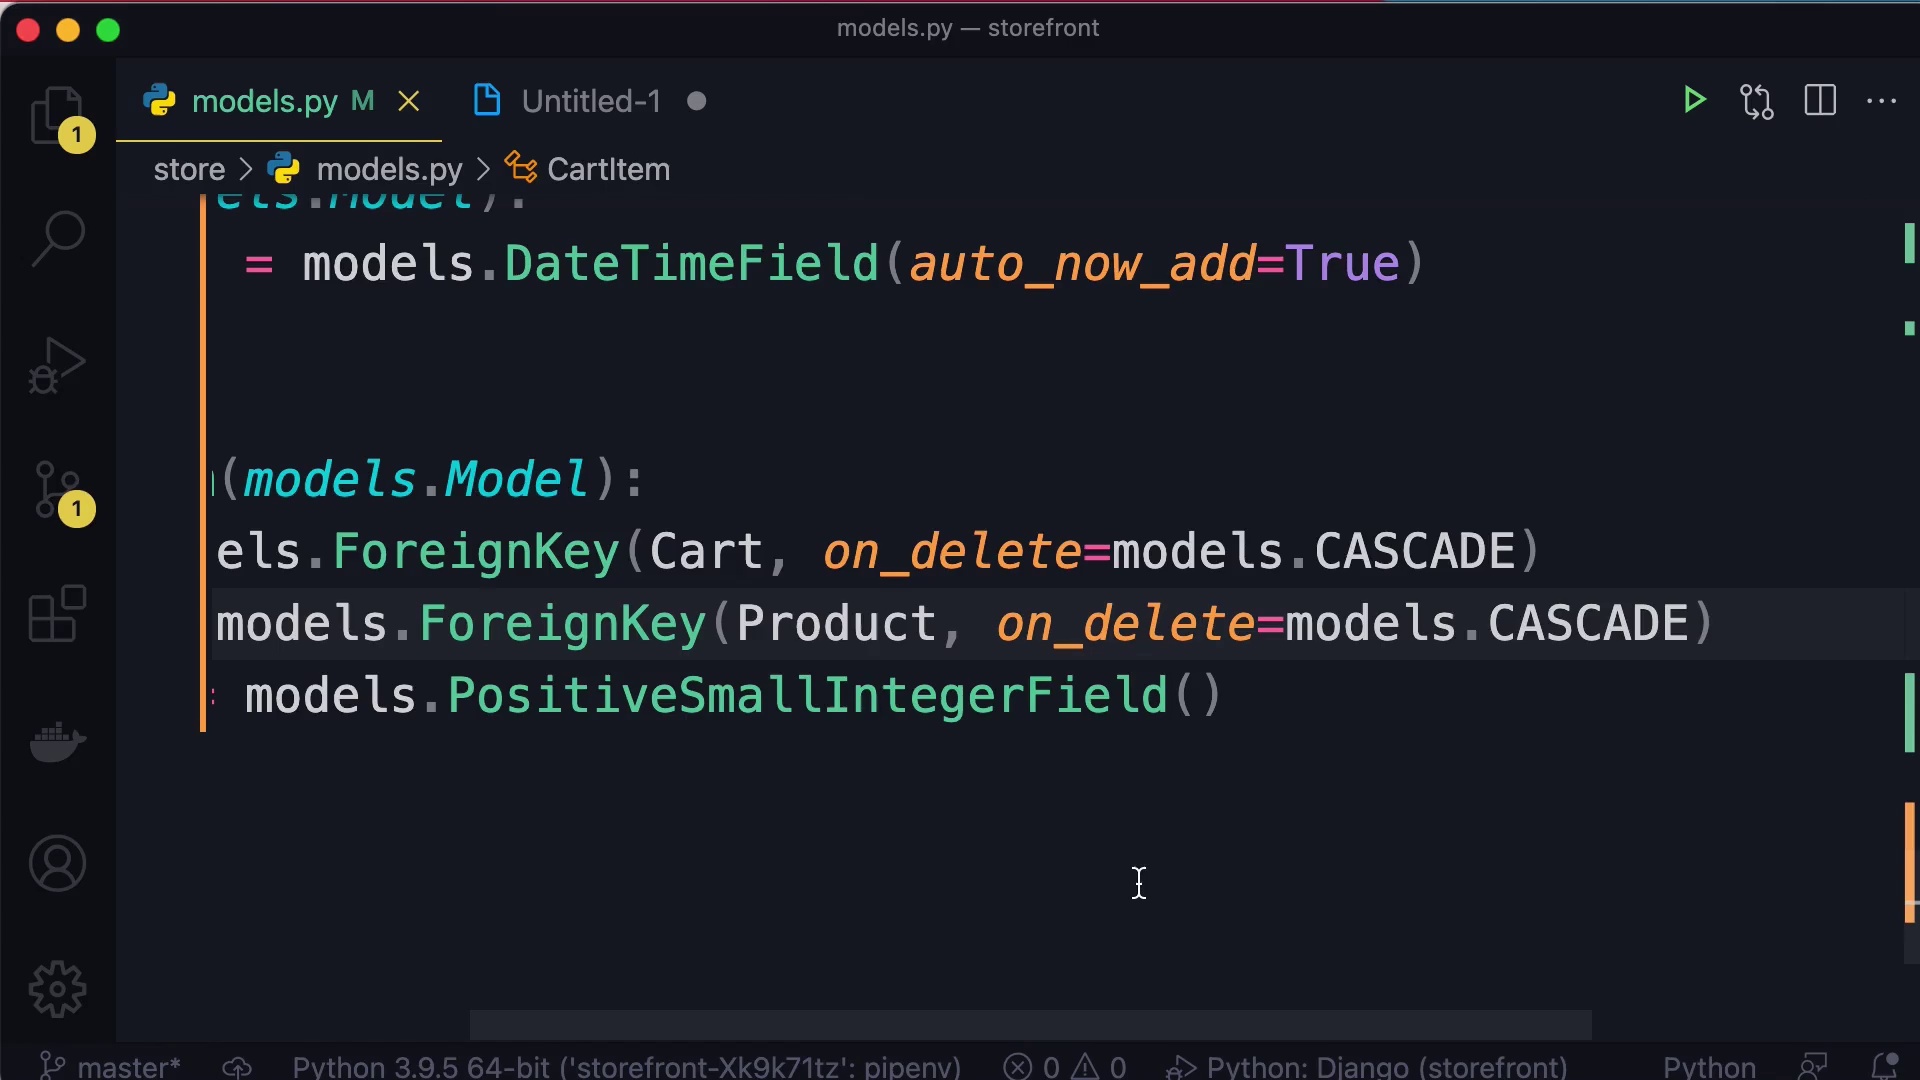 models.py — storefront
models.py M
Untitled-1
1
store > models.py > CartItem
els.Model):
= models.DateTimeField(auto_now_add=True)
(models.Model):
els.ForeignKey(Cart, on_delete=models.CASCADE)
models.ForeignKey(Product, on_delete=models.CASCADE)
= models.PositiveSmallIntegerField()
1
master*
Python 3.9.5 64-bit ('storefront-Xk9k71tz': pipenv)
0
0
Python: Django (storefront)
Python